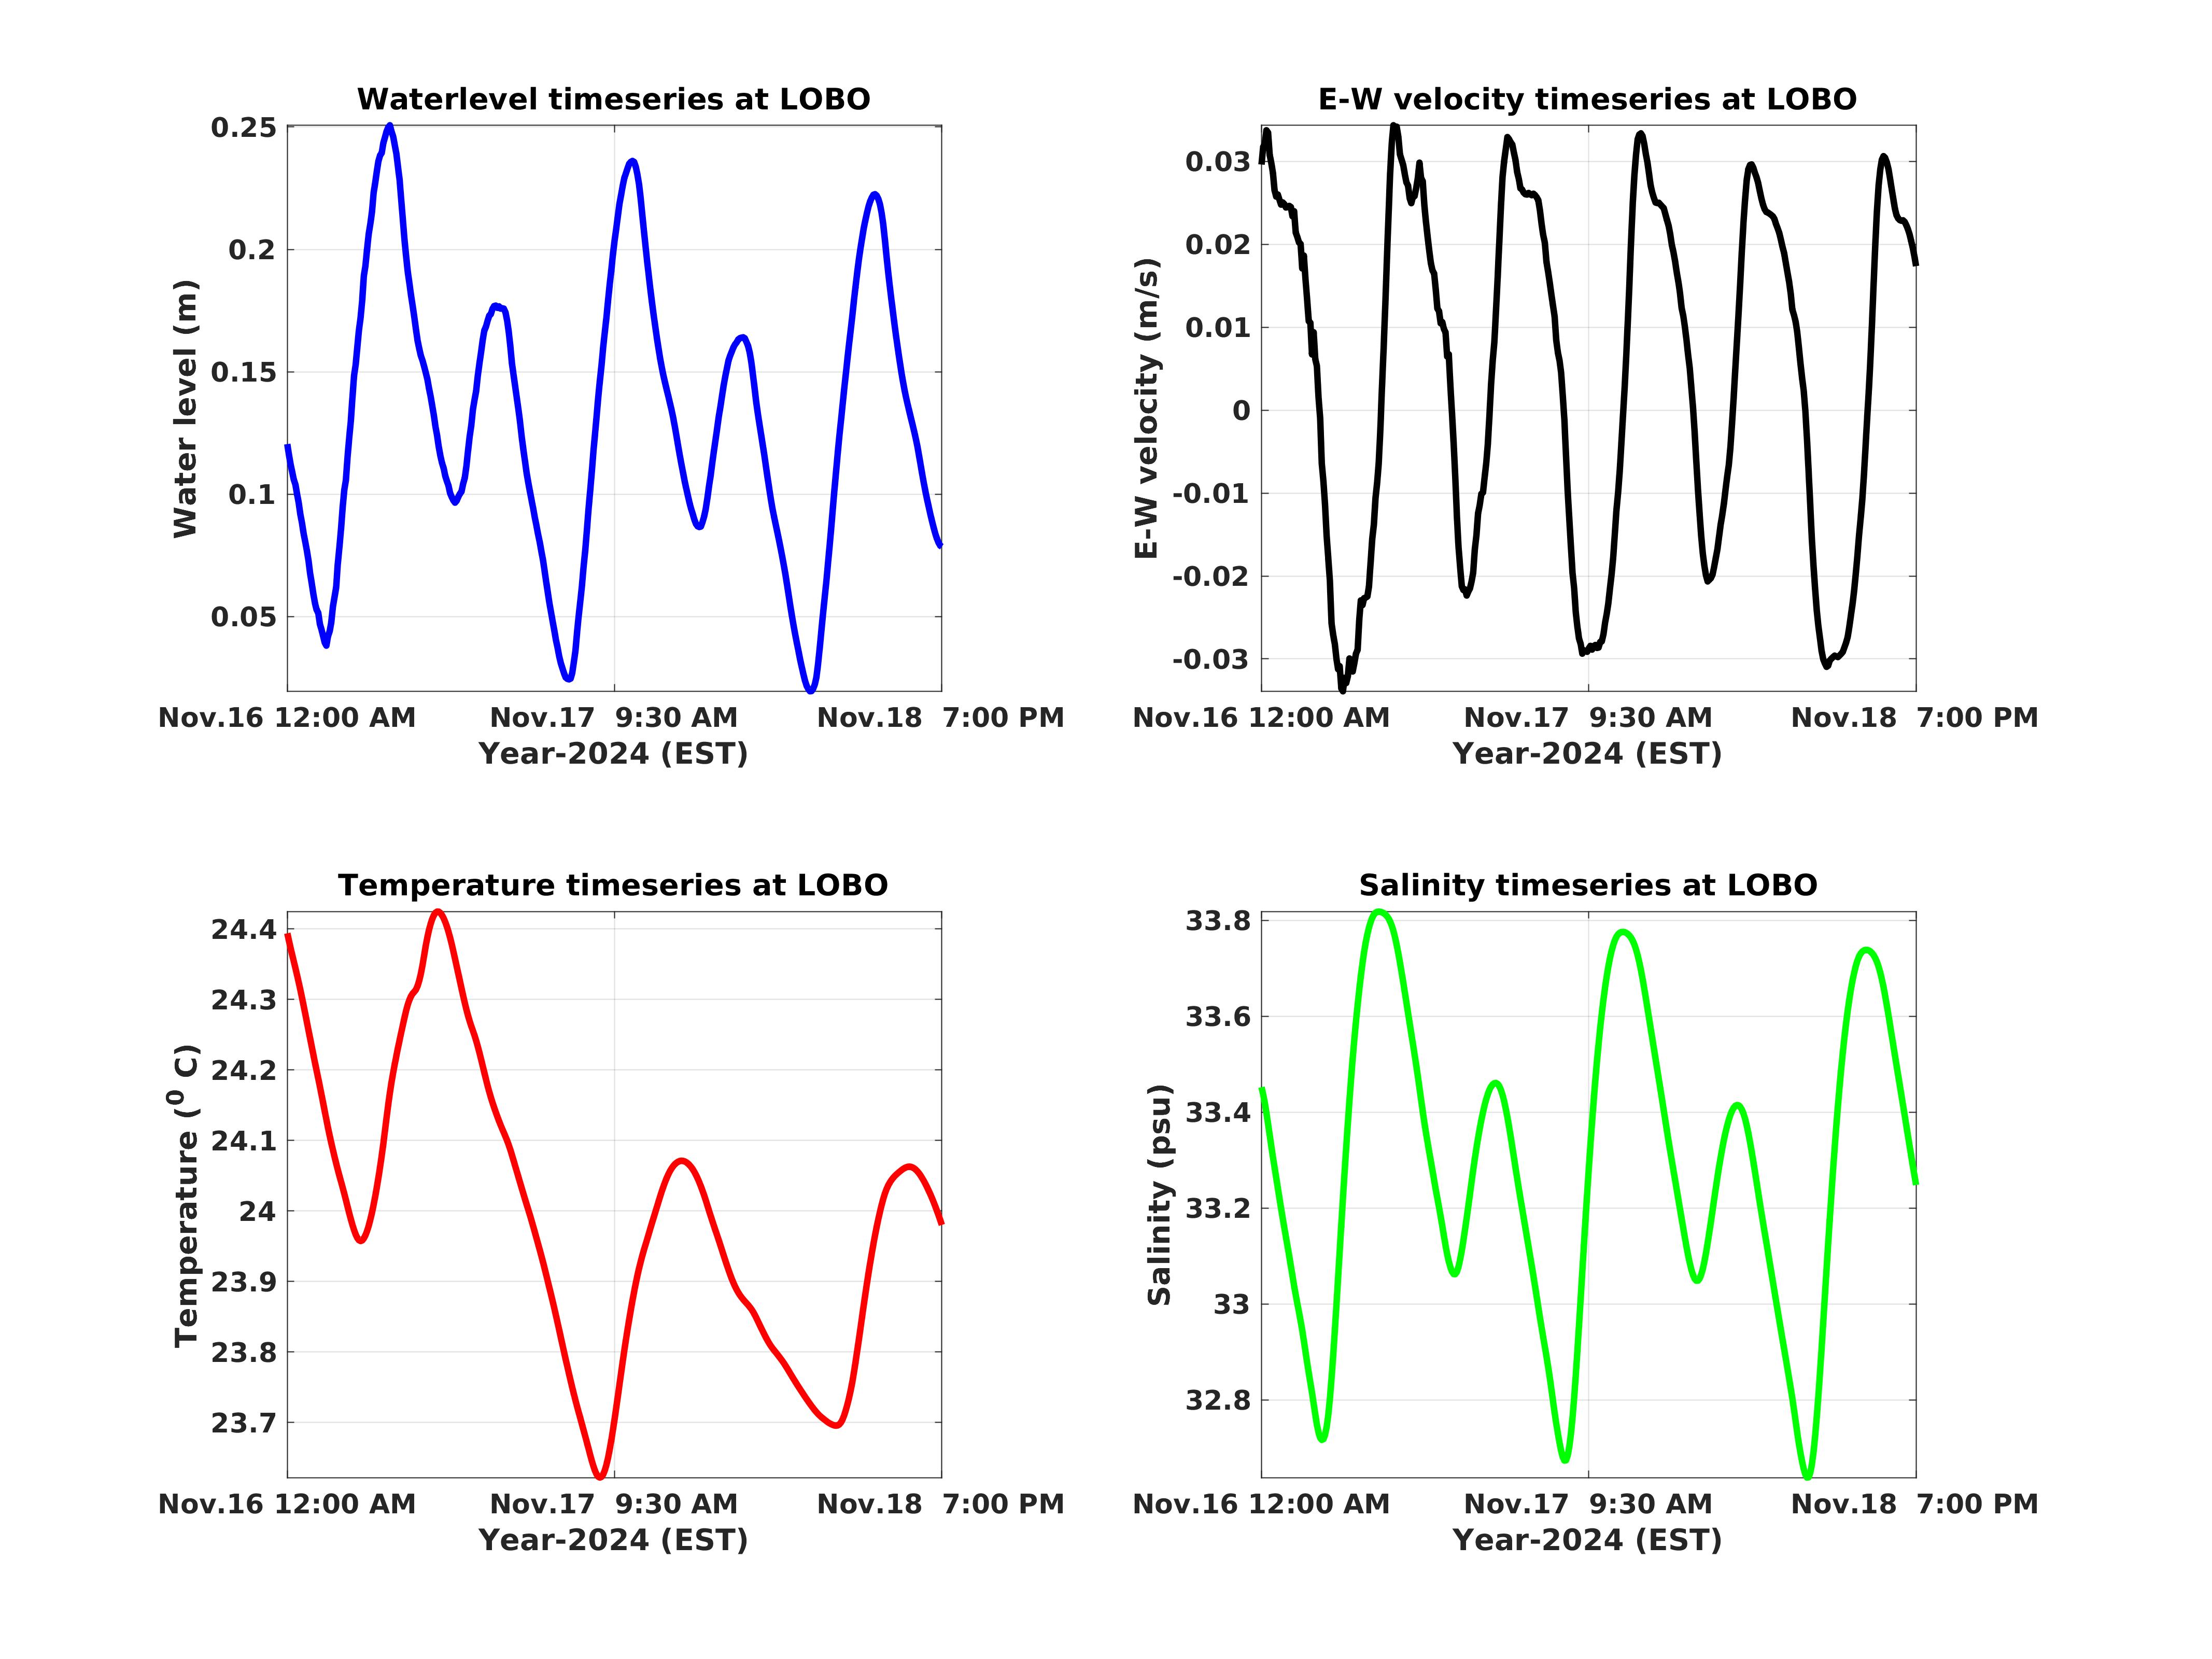 Waterlevel timeseries at LOBO
0.25
0.2
0.15
0.1
0.05
Water level (m)
Nov.16 12:00 AM Nov.17 9:30 AM Nov.18 7:00 PM
Year-2024 (EST)
E-W velocity timeseries at LOBO
0.03
0.02
0.01
0
-0.01
-0.02
-0.03
E-W velocity (m/s)
Nov.16 12:00 AM Nov.17 9:30 AM Nov.18 7:00 PM
Year-2024 (EST)
Temperature timeseries at LOBO
24.4
24.3
24.2
24.1
24
23.9
23.8
23.7
Temperature (⁰ C)
Nov.16 12:00 AM Nov.17 9:30 AM Nov.18 7:00 PM
Year-2024 (EST)
Salinity timeseries at LOBO
33.8
33.6
33.4
33.2
33
32.8
Salinity (psu)
Nov.16 12:00 AM Nov.17 9:30 AM Nov.18 7:00 PM
Year-2024 (EST)